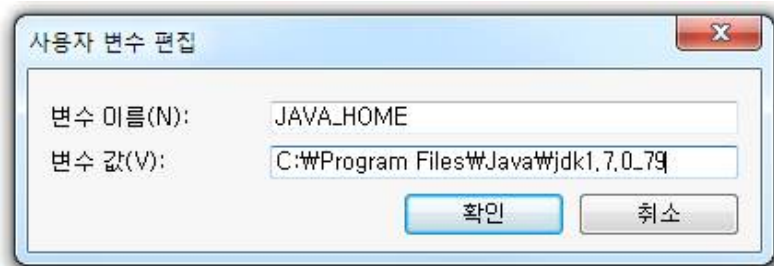 사용자 변수 편집
변수 이름(N):
JAVA_HOME
변수 값(V):
C:₩Program Files₩Java₩jdk1.7.0_79
확인
취소